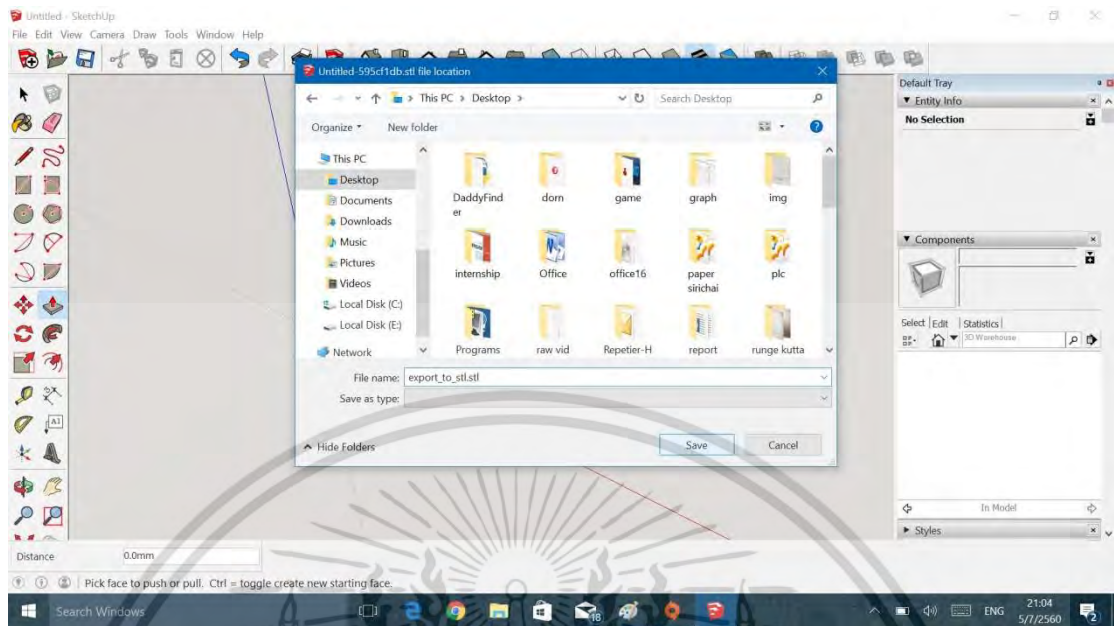 Untitled - SketchUp
File Edit View Camera Draw Tools Window Help
Untitled-595cf1db.stl file location
This PC > Desktop >
Search Desktop
Organize
New folder
This PC
Desktop
Documents
Downloads
Music
Pictures
Videos
Local Disk (C:)
Local Disk (E:)
Network
DaddyFind
er
dorn
game
graph
img
internship
Office
office16
paper
sirichai
plc
Programs
raw vid
Repetier-H
report
runge kutta
File name: export_to_stl.stl
Save as type:
Hide Folders
Save
Cancel
Default Tray
Entity Info
No Selection
Components
Select Edit Statistics
3D Warehouse
In Model
Styles
Distance 0.0mm
Pick face to push or pull. Ctrl = toggle create new starting face.
Search Windows
18
ENG
21:04
5/7/2560
2